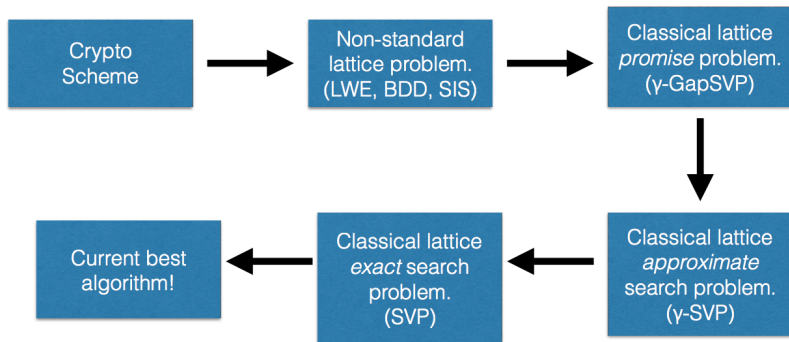 Crypto
Scheme
Non-standard
lattice problem.
(LWE, BDD, SIS)
Classical lattice
promise problem.
(γ-GapSVP)
Classical lattice
approximate
search problem.
(γ-SVP)
Classical lattice
exact search
problem.
(SVP)
Current best
algorithm!